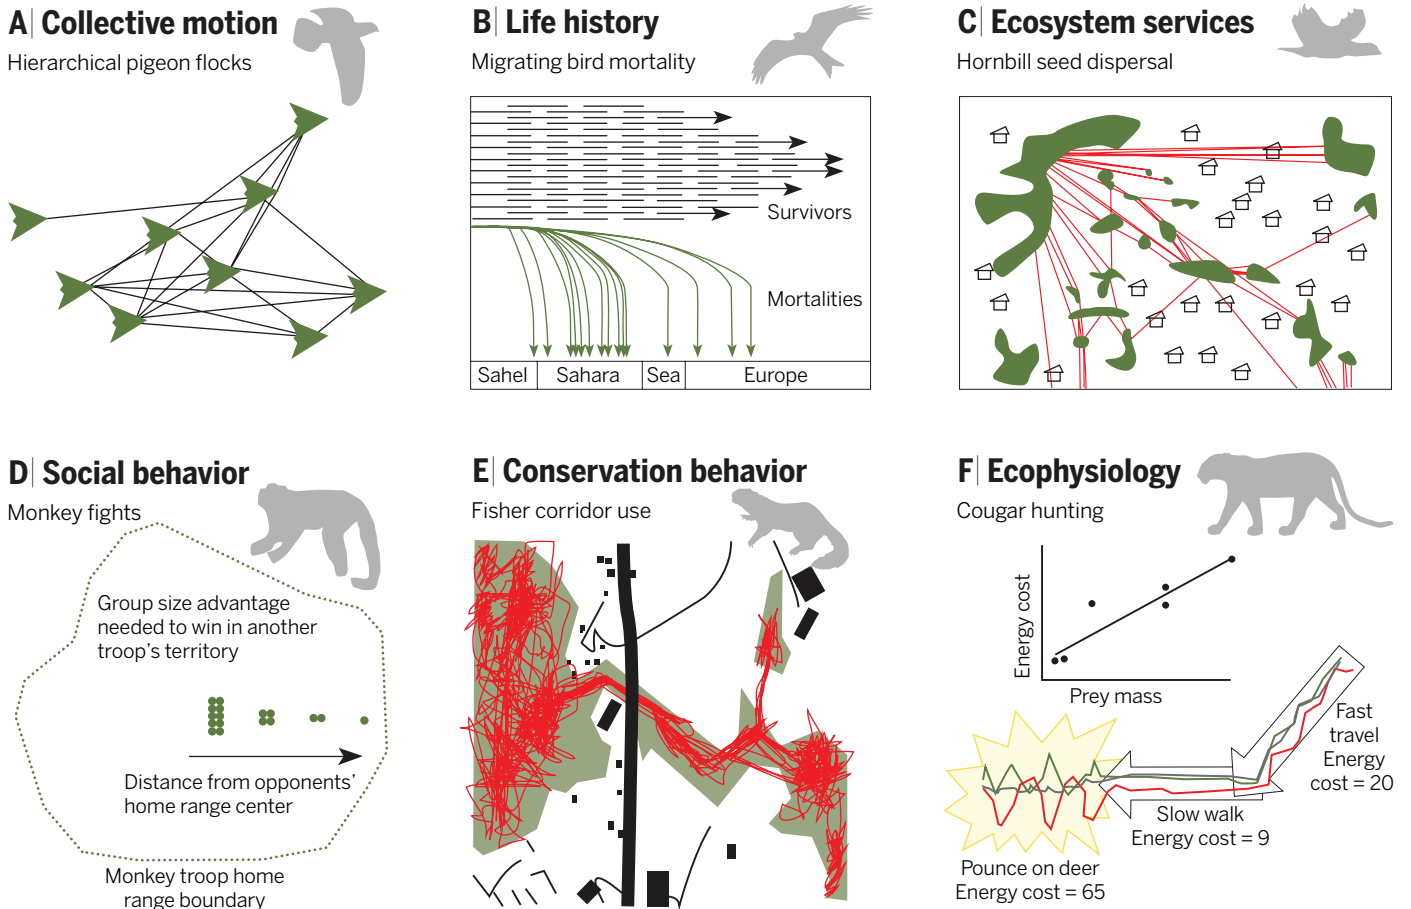 A| Collective motion
Hierarchical pigeon flocks
B| Life history
Migrating bird mortality
Survivors
Mortalities
Sahel
Sahara
Sea
Europe
C| Ecosystem services
Hornbill seed dispersal
D| Social behavior
Monkey fights
Group size advantage
needed to win in another
troop’s territory
Distance from opponents’
home range center
Monkey troop home
range boundary
E| Conservation behavior
Fisher corridor use
F| Ecophysiology
Cougar hunting
Energy cost
Prey mass
Fast
travel
Energy
cost = 20
Slow walk
Energy cost = 9
Pounce on deer
Energy cost = 65